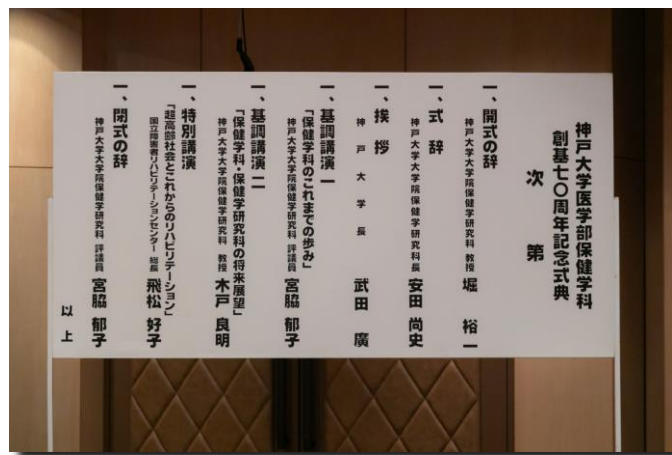 神戸大学医学部保健学科
創基七〇周年記念式典
次第
一、開式の辞
神戸大学大学院保健学研究科 教授 堀 裕一
一、式辞
神戸大学大学院保健学研究科長 安田 尚史
一、挨拶
神戸大学長 武田 廣
一、基調講演 一
「保健学科のこれまでの歩み」
神戸大学大学院保健学研究科 評議員 宮脇 郁子
一、基調講演 二
「保健学科・保健学研究科の将来展望」
神戸大学大学院保健学研究科 教授 木戸 良明
一、特別講演
「超高齢社会とこれからのリハビリテーション」
国立障害者リハビリテーションセンター 総長 飛松 好子
一、閉式の辞
神戸大学大学院保健学研究科 評議員 宮脇 郁子
以上